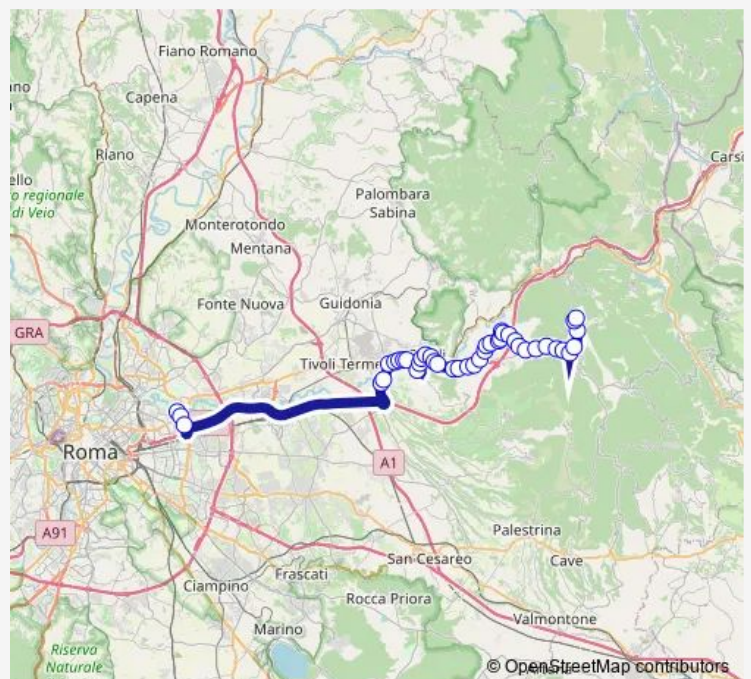 Fiano Romano
Capena
Riano
regionale
di Veio
Palombara
Sabina
Monterotondo
Mentana
Fonte Nuova
Guidonia
GRA
Tivoli Terme
Roma
A1
A91
Palestrina
San Cesareo
Cave
Ciampino
Frascati
Rocca Priora
Valmontone
Marino
Riserva
Naturale
© OpenStreetMap contributors